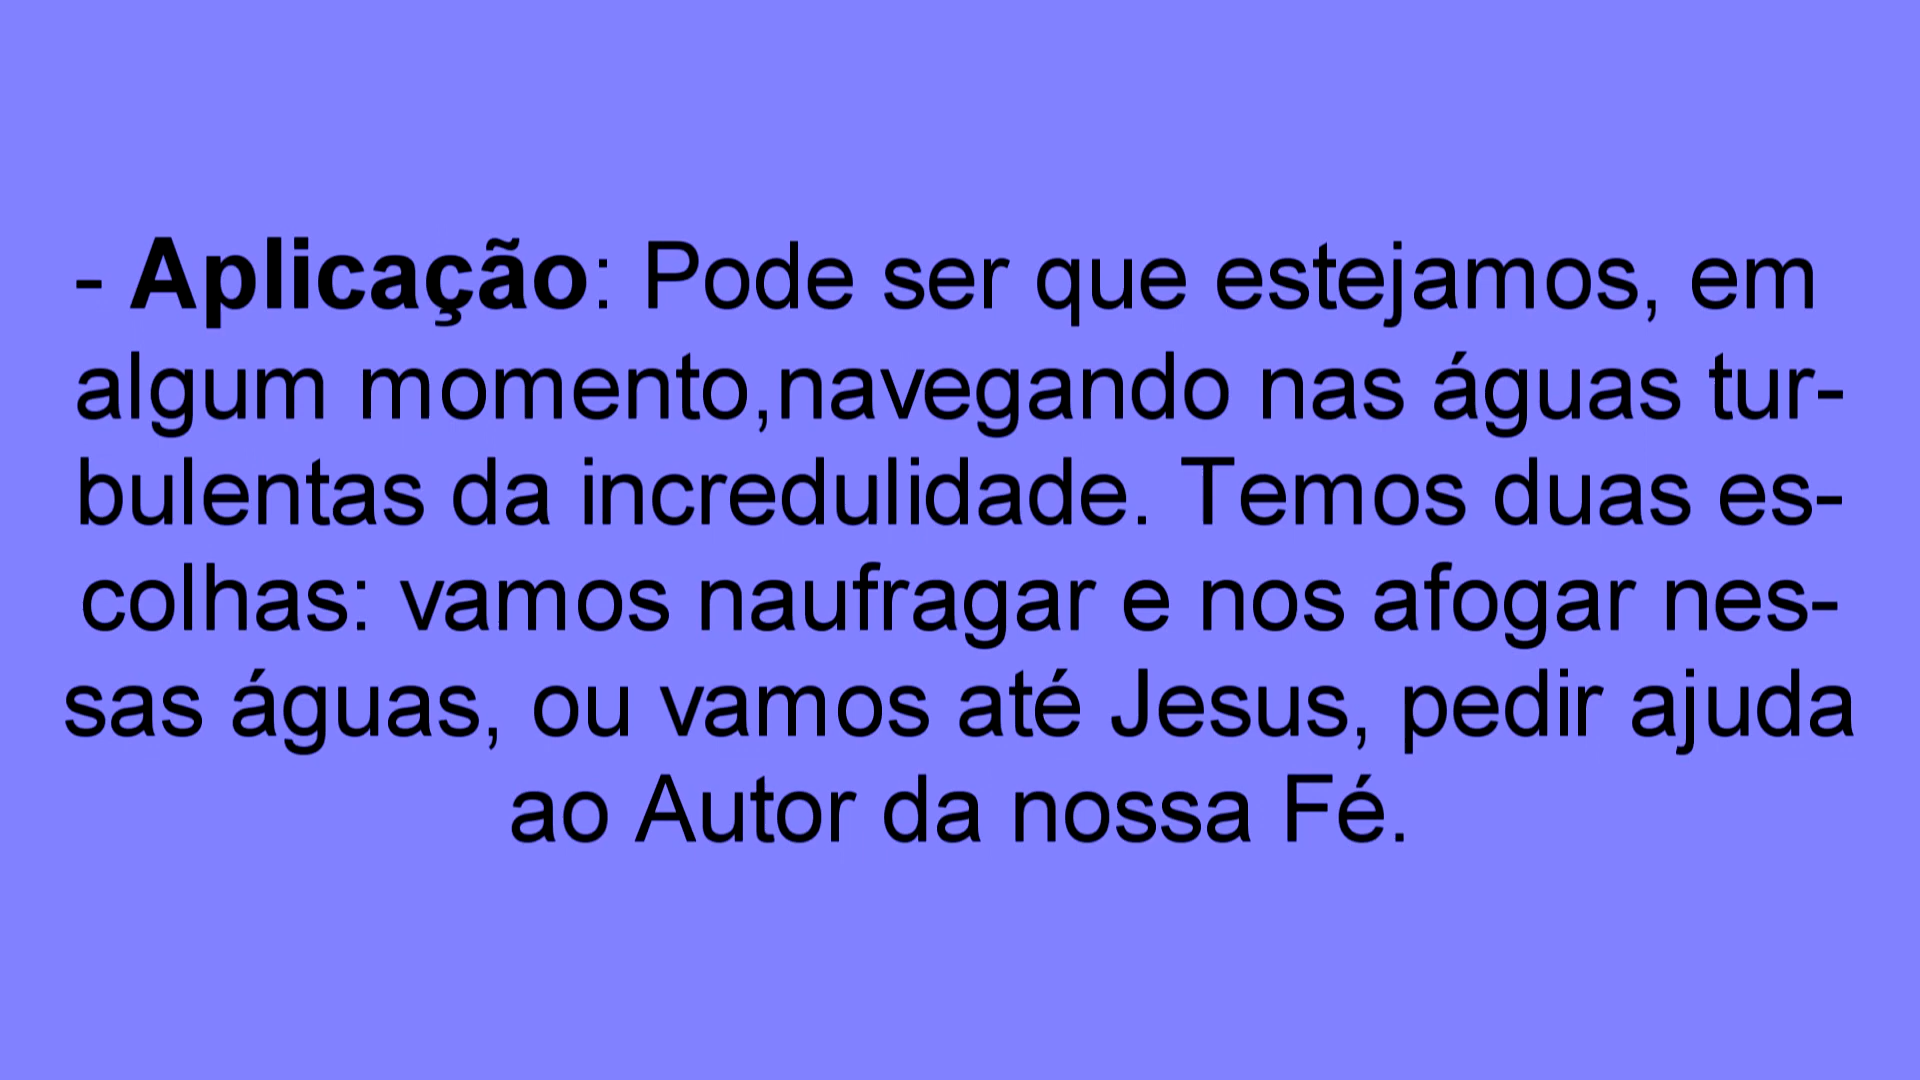 - Aplicação: Pode ser que estejamos, em
algum momento,navegando nas águas tur-
bulentas da incredulidade. Temos duas es-
colhas: vamos naufragar e nos afogar nes-
sas águas, ou vamos até Jesus, pedir ajuda
ao Autor da nossa Fé.